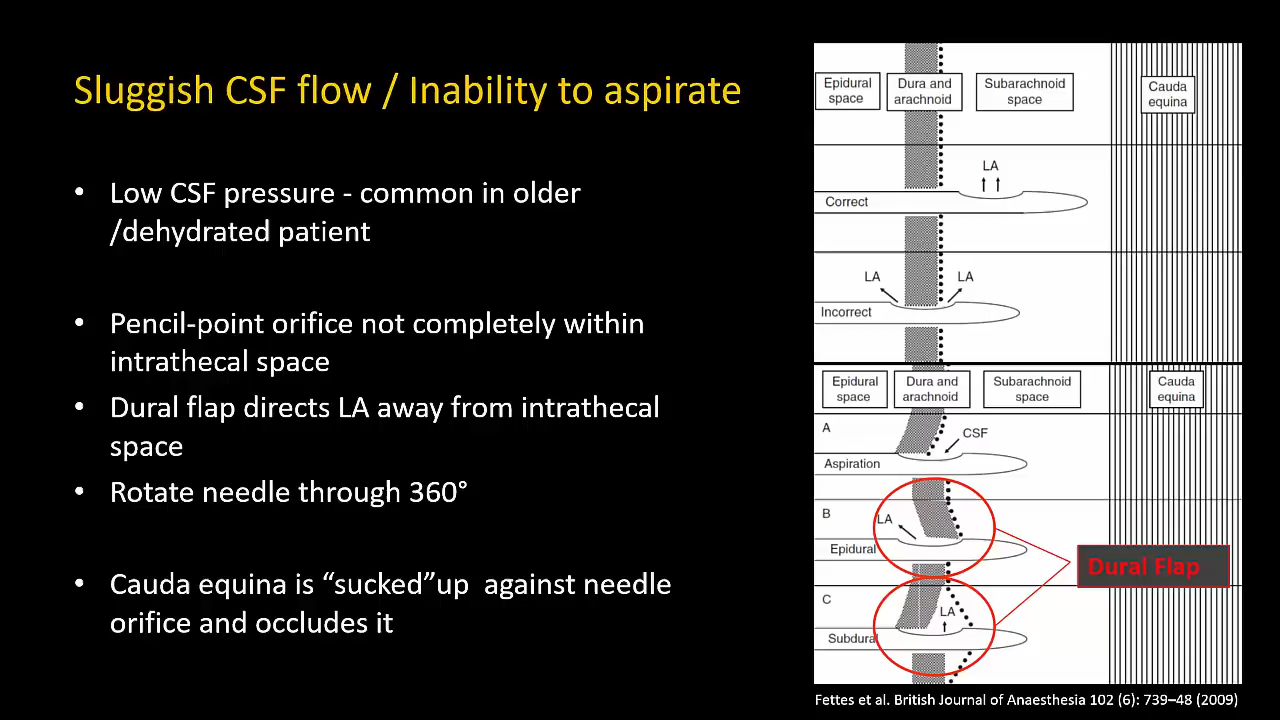 Sluggish CSF flow / Inability to aspirate
• Low CSF pressure - common in older
/dehydrated patient
• Pencil-point orifice not completely within
intrathecal space
• Dural flap directs LA away from intrathecal
space
• Rotate needle through 360°
• Cauda equina is “sucked”up against needle
orifice and occludes it
Epidural
space
Dura and
arachnoid
Subarachnoid
space
Cauda
equina
LA
Correct
LA
LA
Incorrect
Epidural
space
Dura and
arachnoid
Subarachnoid
space
Cauda
equina
A
CSF
Aspiration
B
LA
Epidural
Dural Flap
C
LA
Subdural
Fettes et al. British Journal of Anaesthesia 102 (6): 739–48 (2009)